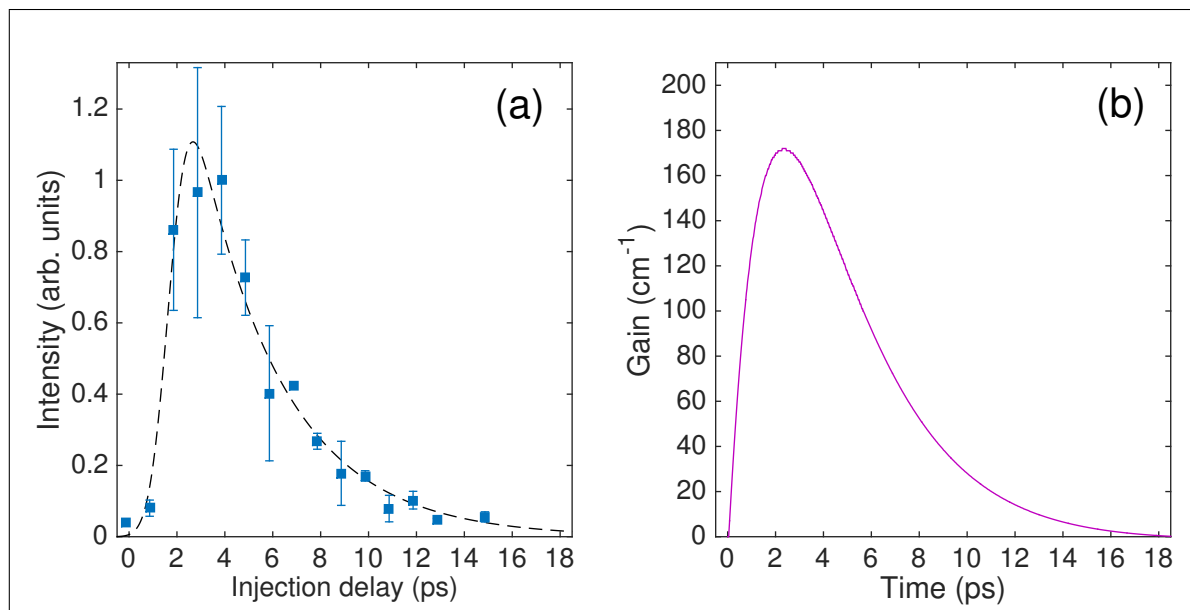 (a)
Intensity (arb. units)
1.2
1
0.8
0.6
0.4
0.2
0
0 2 4 6 8 10 12 14 16 18
Injection delay (ps)
(b)
Gain (cm⁻¹)
200
180
160
140
120
100
80
60
40
20
0
0 2 4 6 8 10 12 14 16 18
Time (ps)